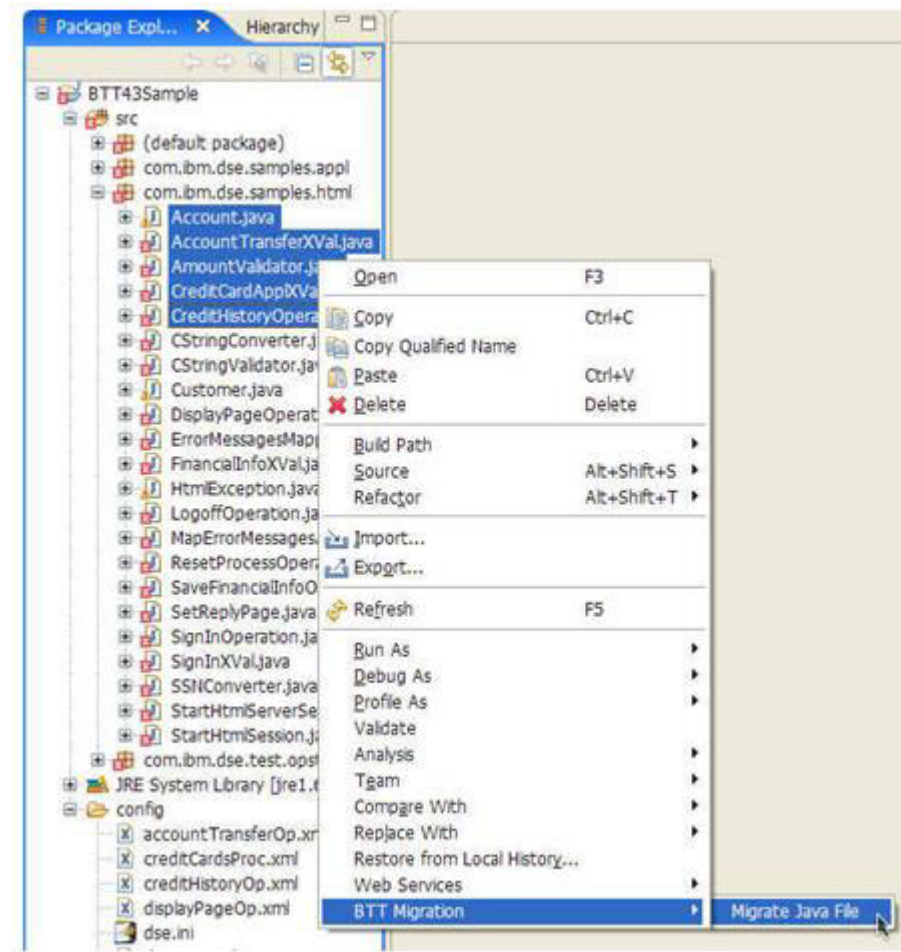 Package Expl...
Hierarchy
BTT43Sample
src
(default package)
com.ibm.dse.samples.appl
com.ibm.dse.samples.html
Account.java
AccountTransferXVal.java
AmountValidator.ja
CreditCardApplXVa
CreditHistoryOpera
CStringConverter.j
CStringValidator.ja
Customer.java
DisplayPageOperat
ErrorMessagesMap
FinancialInfoXVal.ja
HtmlException.java
LogoffOperation.ja
MapErrorMessages.
ResetProcessOpera
SaveFinancialInfoO
SetReplyPage.java
SignInOperation.ja
SignInXVal.java
SSNConverter.java
StartHtmlServerSe
StartHtmlSession.ja
com.ibm.dse.test.opst
JRE System Library [jre1.
config
accountTransferOp.xm
creditCardsProc.xml
creditHistoryOp.xml
displayPageOp.xml
dse.ini
Open F3
Copy Ctrl+C
Copy Qualified Name
Paste Ctrl+V
Delete Delete
Build Path
Source Alt+Shift+S
Refactor Alt+Shift+T
Import...
Export...
Refresh F5
Run As
Debug As
Profile As
Validate
Analysis
Team
Compare With
Replace With
Restore from Local History...
Web Services
BTT Migration
Migrate Java File